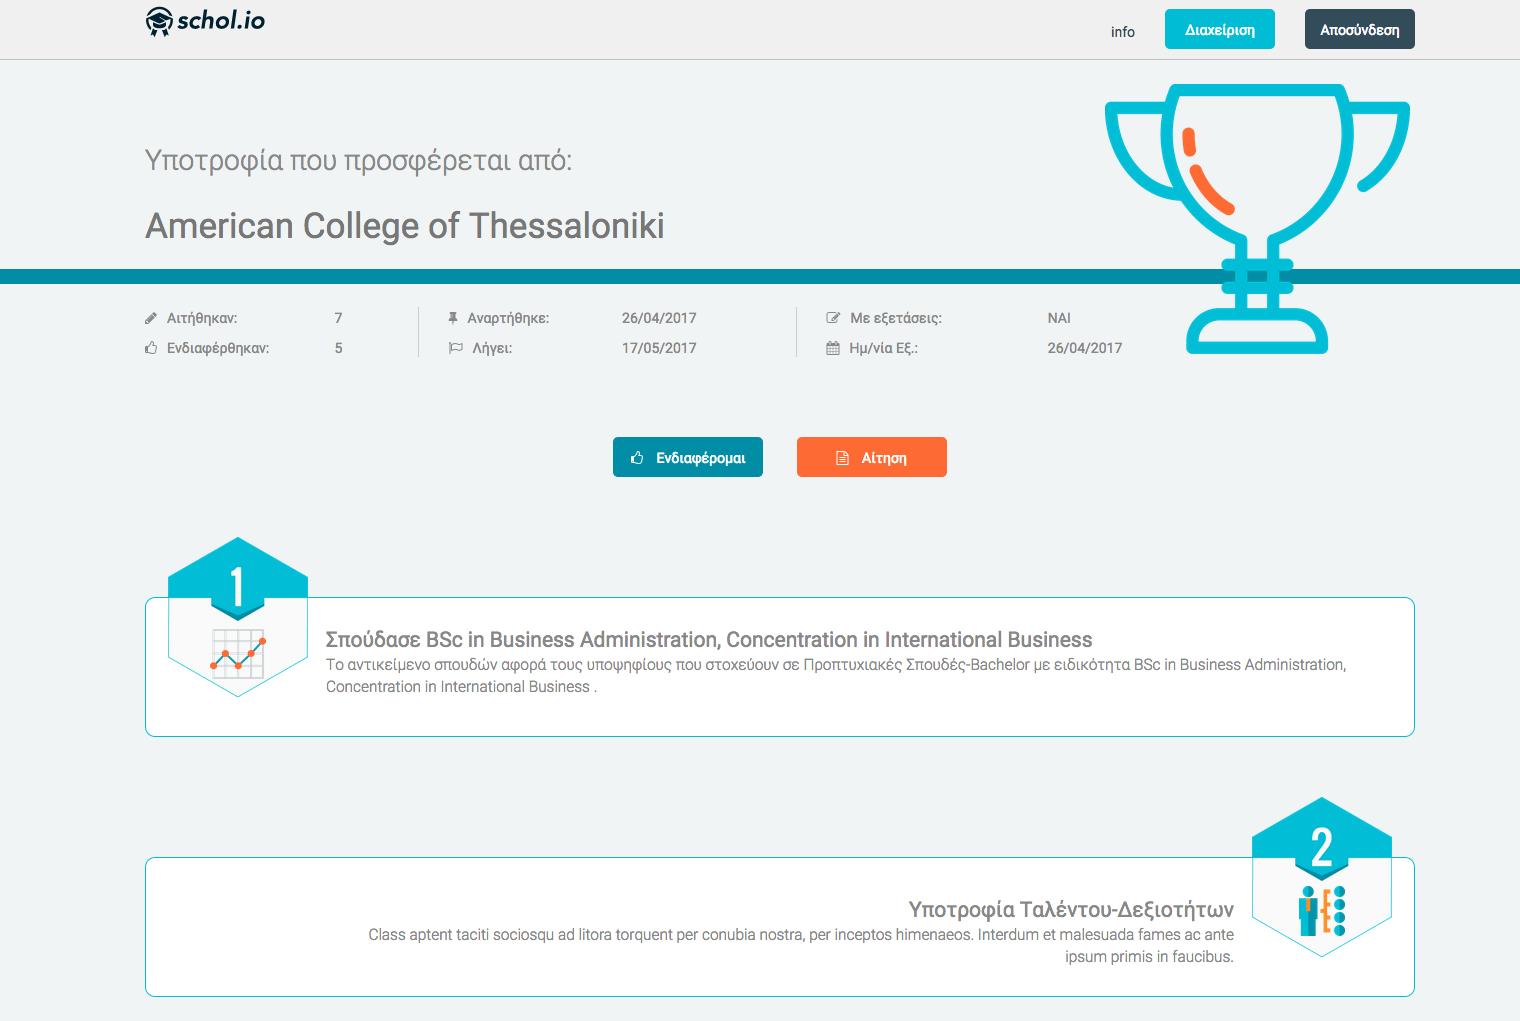 schol.io
info
Διαχείριση
Αποσύνδεση
Υποτροφία που προσφέρεται από:
American College of Thessaloniki
Αιτήθηκαν: 7
Ενδιαφέρθηκαν: 5
Αναρτήθηκε: 26/04/2017
Λήγει: 17/05/2017
Με εξετάσεις: ΝΑΙ
Ημ/νία Εξ.: 26/04/2017
Ενδιαφέρομαι
Αίτηση
1
Σπούδασε BSc in Business Administration, Concentration in International Business
Το αντικείμενο σπουδών αφορά τους υποψηφίους που στοχεύουν σε Προπτυχιακές Σπουδές-Bachelor με ειδικότητα BSc in Business Administration,
Concentration in International Business .
2
Υποτροφία Ταλέντου-Δεξιοτήτων
Class aptent taciti sociosqu ad litora torquent per conubia nostra, per inceptos himenaeos. Interdum et malesuada fames ac ante
ipsum primis in faucibus.